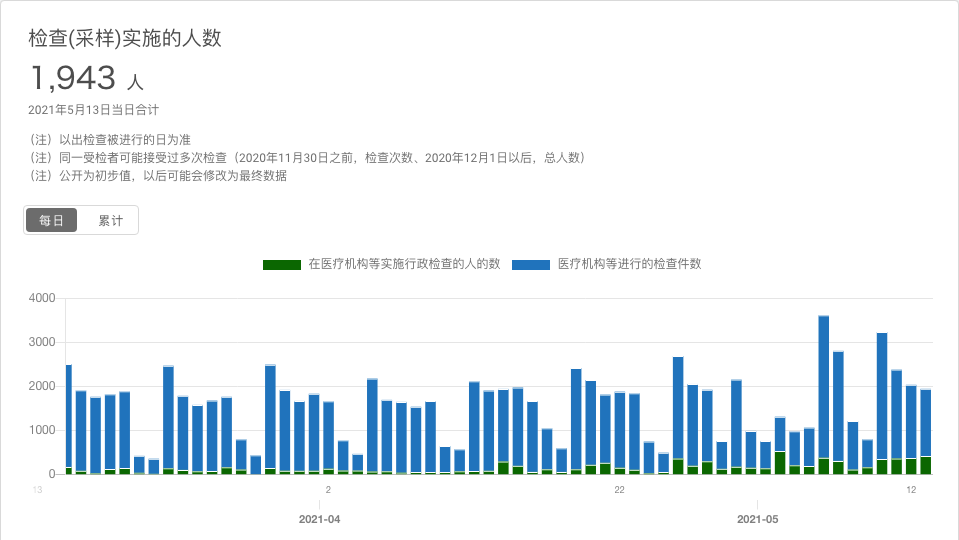 检查(采样)实施的人数
1,943 人
2021年5月13日当日合计
（注）以出检查被进行的日为准
（注）同一受检者可能接受过多次检查（2020年11月30日之前，检查次数、2020年12月1日以后，总人数）
（注）公开为初步值，以后可能会修改为最终数据
每日 累计
在医疗机构等实施行政检查的人的数 医疗机构等进行的检查件数
4000
3000
2000
1000
0
13 2 22 12
2021-04 2021-05